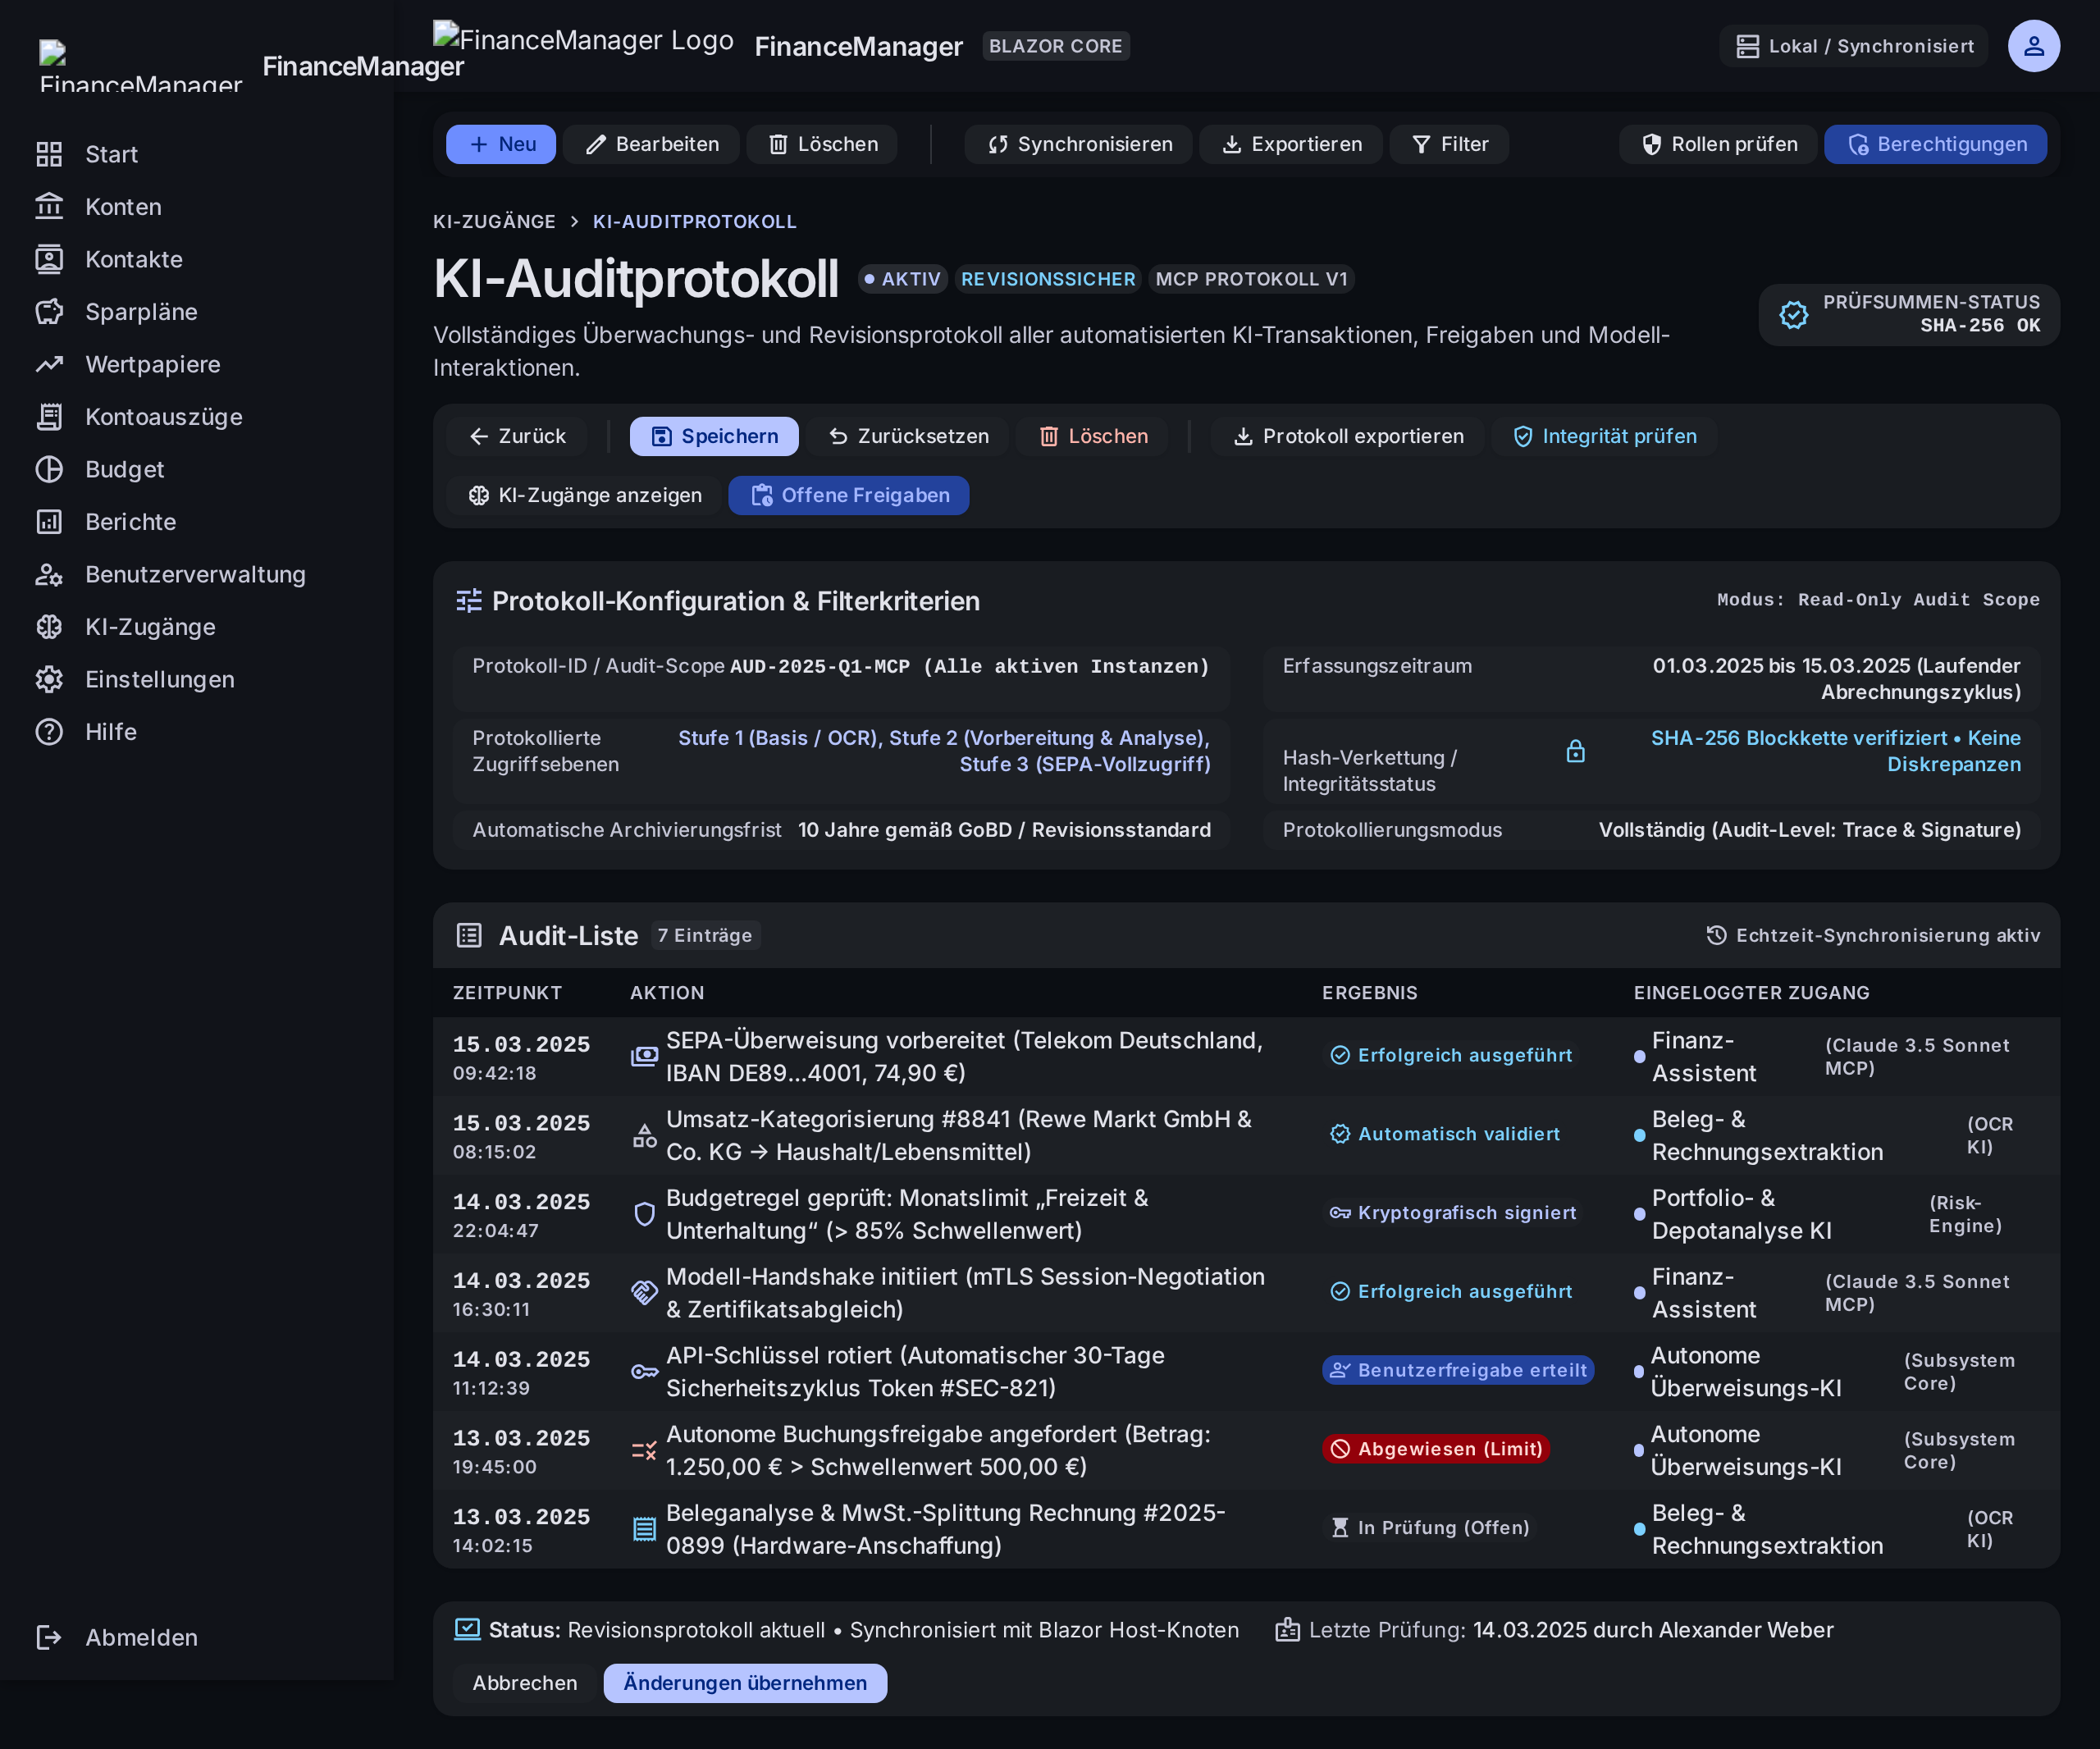 FinanceManager
FinanceManager
FinanceManager Logo
FinanceManager
BLAZOR CORE
Lokal / Synchronisiert
Start
Konten
Kontakte
Sparpläne
Wertpapiere
Kontoauszüge
Budget
Berichte
Benutzerverwaltung
KI-Zugänge
Einstellungen
Hilfe
Abmelden
Neu
Bearbeiten
Löschen
Synchronisieren
Exportieren
Filter
Rollen prüfen
Berechtigungen
KI-ZUGÄNGE > KI-AUDITPROTOKOLL
KI-Auditprotokoll
AKTIV
REVISIONSSICHER
MCP PROTOKOLL V1
Vollständiges Überwachungs- und Revisionsprotokoll aller automatisierten KI-Transaktionen, Freigaben und Modell-
Interaktionen.
PRÜFSUMMEN-STATUS
SHA-256 OK
Zurück
Speichern
Zurücksetzen
Löschen
Protokoll exportieren
Integrität prüfen
KI-Zugänge anzeigen
Offene Freigaben
Protokoll-Konfiguration & Filterkriterien
Modus: Read-Only Audit Scope
Protokoll-ID / Audit-Scope
AUD-2025-Q1-MCP (Alle aktiven Instanzen)
Erfassungszeitraum
01.03.2025 bis 15.03.2025 (Laufender
Abrechnungszyklus)
Protokollierte
Zugriffsebenen
Stufe 1 (Basis / OCR), Stufe 2 (Vorbereitung & Analyse),
Stufe 3 (SEPA-Vollzugriff)
Hash-Verkettung /
Integritätsstatus
SHA-256 Blockkette verifiziert • Keine
Diskrepanzen
Automatische Archivierungsfrist
10 Jahre gemäß GoBD / Revisionsstandard
Protokollierungsmodus
Vollständig (Audit-Level: Trace & Signature)
Audit-Liste
7 Einträge
Echtzeit-Synchronisierung aktiv
ZEITPUNKT
AKTION
ERGEBNIS
EINGELOGGTER ZUGANG
15.03.2025
09:42:18
SEPA-Überweisung vorbereitet (Telekom Deutschland,
IBAN DE89...4001, 74,90 €)
Erfolgreich ausgeführt
Finanz-
Assistent
(Claude 3.5 Sonnet
MCP)
15.03.2025
08:15:02
Umsatz-Kategorisierung #8841 (Rewe Markt GmbH &
Co. KG → Haushalt/Lebensmittel)
Automatisch validiert
Beleg- &
Rechnungsextraktion
(OCR
KI)
14.03.2025
22:04:47
Budgetregel geprüft: Monatslimit „Freizeit &
Unterhaltung“ (> 85% Schwellenwert)
Kryptografisch signiert
Portfolio- &
Depotanalyse KI
(Risk-
Engine)
14.03.2025
16:30:11
Modell-Handshake initiiert (mTLS Session-Negotiation
& Zertifikatsabgleich)
Erfolgreich ausgeführt
Finanz-
Assistent
(Claude 3.5 Sonnet
MCP)
14.03.2025
11:12:39
API-Schlüssel rotiert (Automatischer 30-Tage
Sicherheitszyklus Token #SEC-821)
Benutzerfreigabe erteilt
Autonome
Überweisungs-KI
(Subsystem
Core)
13.03.2025
19:45:00
Autonome Buchungsfreigabe angefordert (Betrag:
1.250,00 € > Schwellenwert 500,00 €)
Abgewiesen (Limit)
Autonome
Überweisungs-KI
(Subsystem
Core)
13.03.2025
14:02:15
Beleganalyse & MwSt.-Splittung Rechnung #2025-
0899 (Hardware-Anschaffung)
In Prüfung (Offen)
Beleg- &
Rechnungsextraktion
(OCR
KI)
Status: Revisionsprotokoll aktuell • Synchronisiert mit Blazor Host-Knoten
Letzte Prüfung: 14.03.2025 durch Alexander Weber
Abbrechen
Änderungen übernehmen